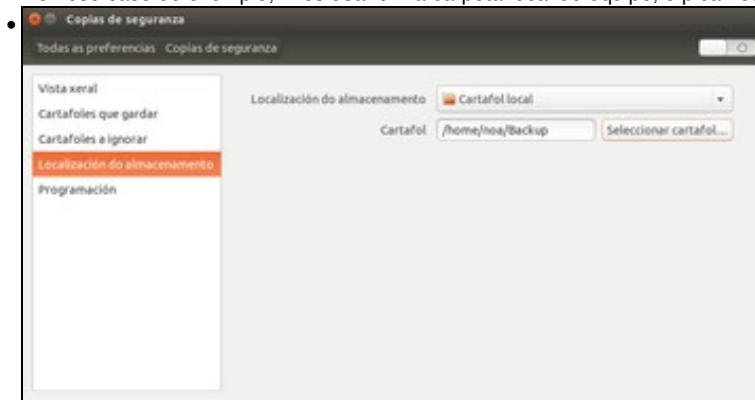 Copias de seguranza
Todas as preferencias Copias de seguranza
Vista xeral
Cartafoles que gardar
Cartafoles a ignorar
Localización do almacenamento
Programación
Localización do almacenamento
Cartafol local
Cartafol
/home/noa/Backup
Seleccionar cartafol...